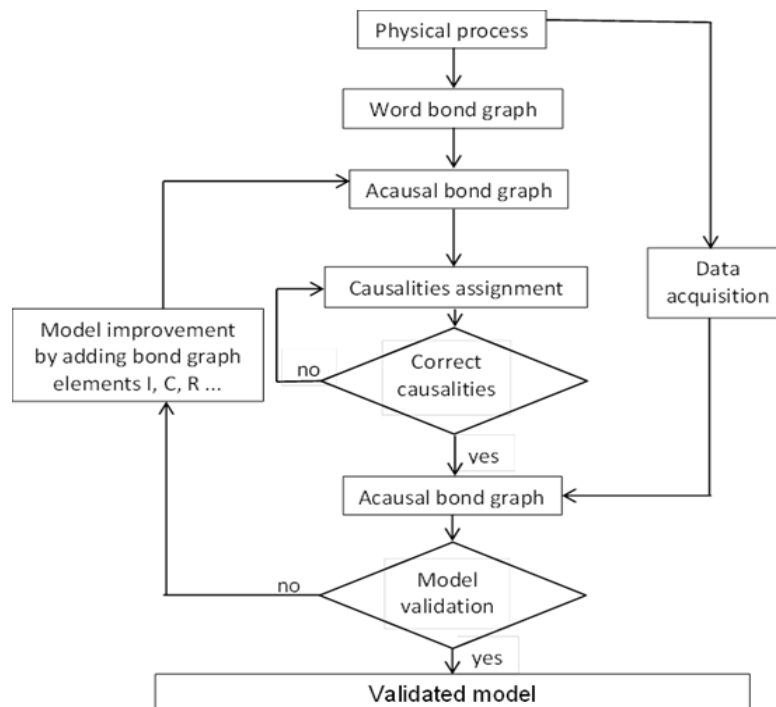 Physical process
Word bond graph
Acausal bond graph
Causalities assignment
Data
acquisition
Model improvement
by adding bond graph
elements I, C, R ...
no
Correct
causalities
yes
Acausal bond graph
no
Model
validation
yes
Validated model